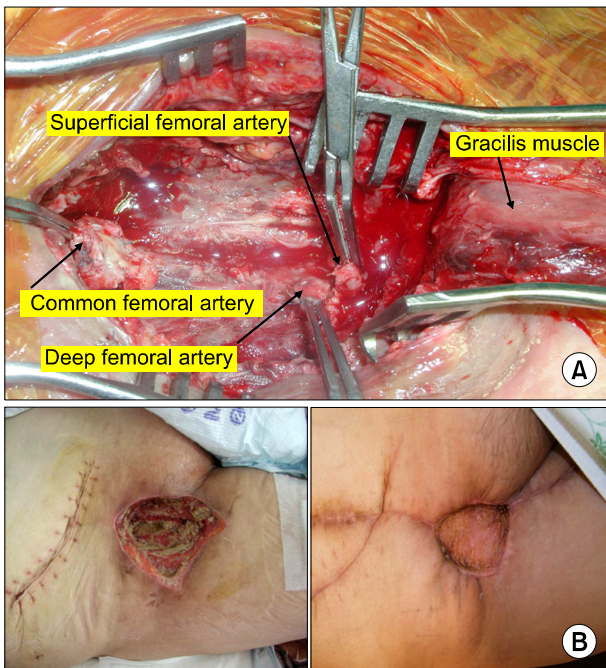 Superficial femoral artery
Gracilis muscle
Common femoral artery
Deep femoral artery
A
B